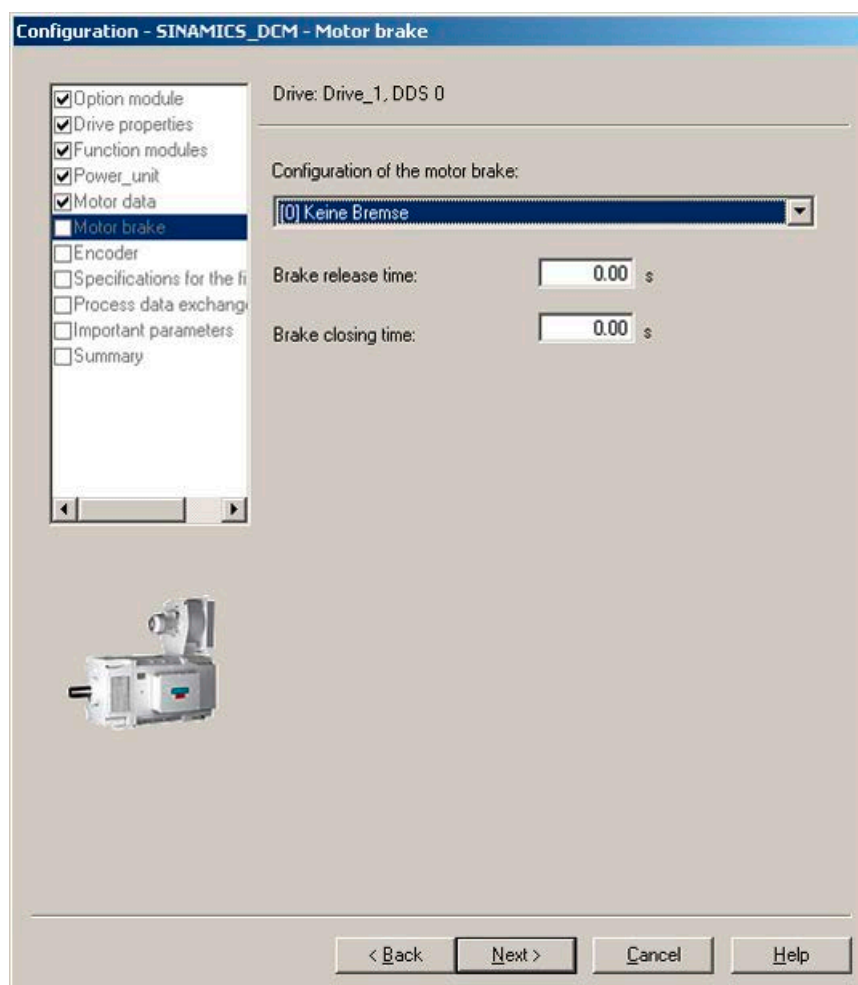 Configuration - SINAMICS_DCM - Motor brake
Option module
Drive properties
Function modules
Power_unit
Motor data
Motor brake
Encoder
Specifications for the fi
Process data exchang
Important parameters
Summary
Drive: Drive_1, DDS 0
Configuration of the motor brake:
[0] Keine Bremse
Brake release time: 0.00 s
Brake closing time: 0.00 s
< Back Next > Cancel Help